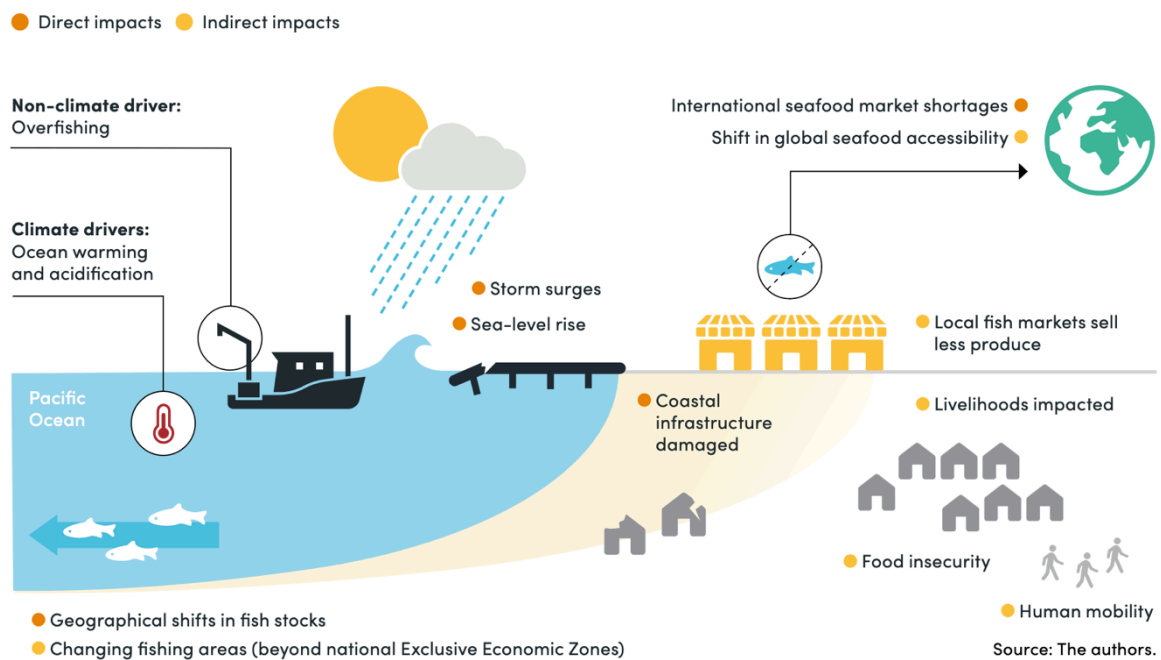 Direct impacts
Indirect impacts
Non-climate driver:
Overfishing
Climate drivers:
Ocean warming
and acidification
International seafood market shortages
Shift in global seafood accessibility
Storm surges
Sea-level rise
Local fish markets sell
less produce
Pacific
Ocean
Coastal
infrastructure
damaged
Livelihoods impacted
Food insecurity
Human mobility
Geographical shifts in fish stocks
Changing fishing areas (beyond national Exclusive Economic Zones)
Source: The authors.